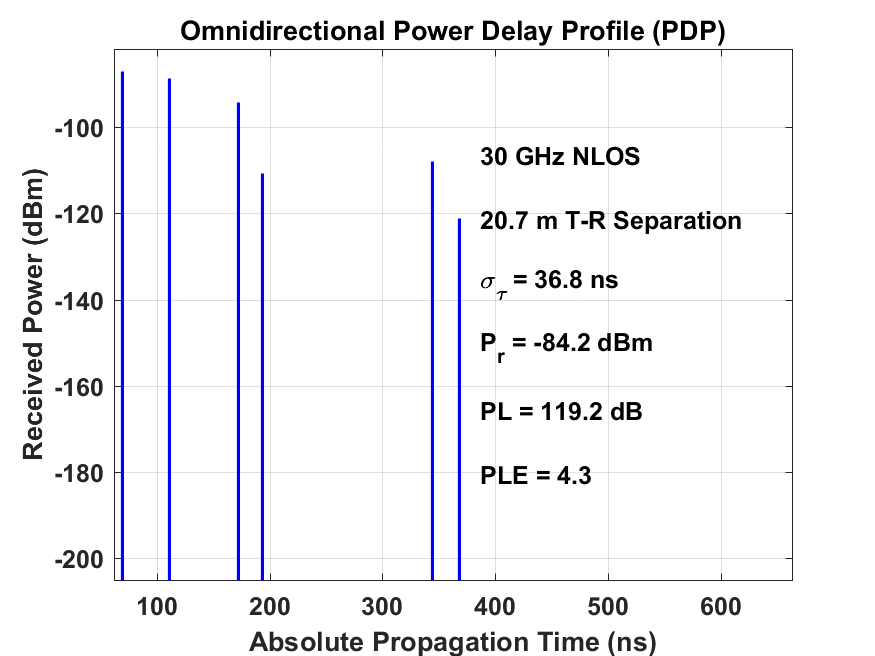 Omnidirectional Power Delay Profile (PDP)
Received Power (dBm)
-100
-120
-140
-160
-180
-200
30 GHz NLOS
20.7 m T-R Separation
στ = 36.8 ns
Pr = -84.2 dBm
PL = 119.2 dB
PLE = 4.3
100 200 300 400 500 600
Absolute Propagation Time (ns)